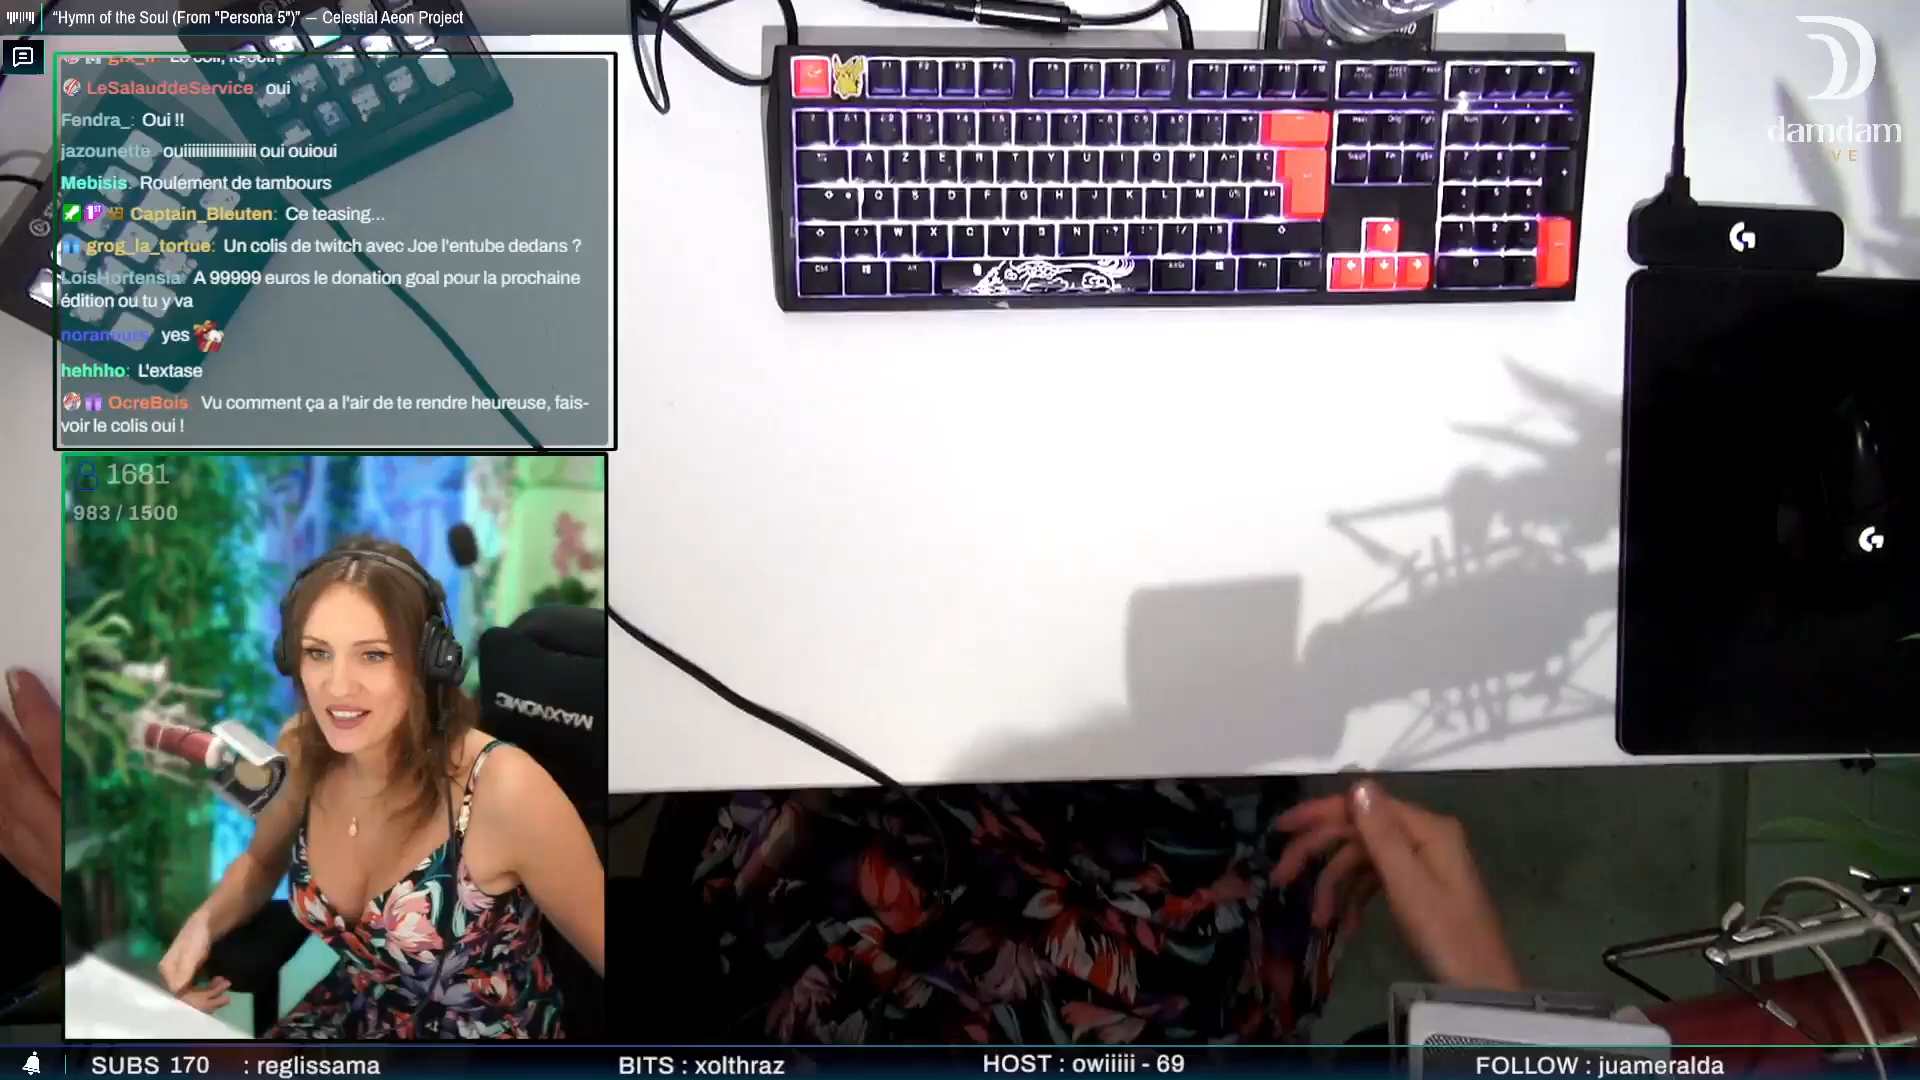 “Hymn of the Soul (From "Persona 5")” — Celestial Aeon Project
LeSalauddeService: oui
Fendra_: Oui !!
jazounette: ouiiiiiiiiiiiiiiiiiii oui ouioui
Mebisis: Roulement de tambours
Captain_Bleuten: Ce teasing...
grog_la_tortue: Un colis de twitch avec Joe l'entube dedans ?
LoisHortensia: A 99999 euros le donation goal pour la prochaine
édition ou tu y va
yes
hehhho: L'extase
OcreBois: Vu comment ça a l'air de te rendre heureuse, fais-
voir le colis oui !
1681
983 / 1500
MAXNOMIC
damdam
LIVE
SUBS 170 : reglissama
BITS : xolthraz
HOST : owiiiii - 69
FOLLOW : juameralda